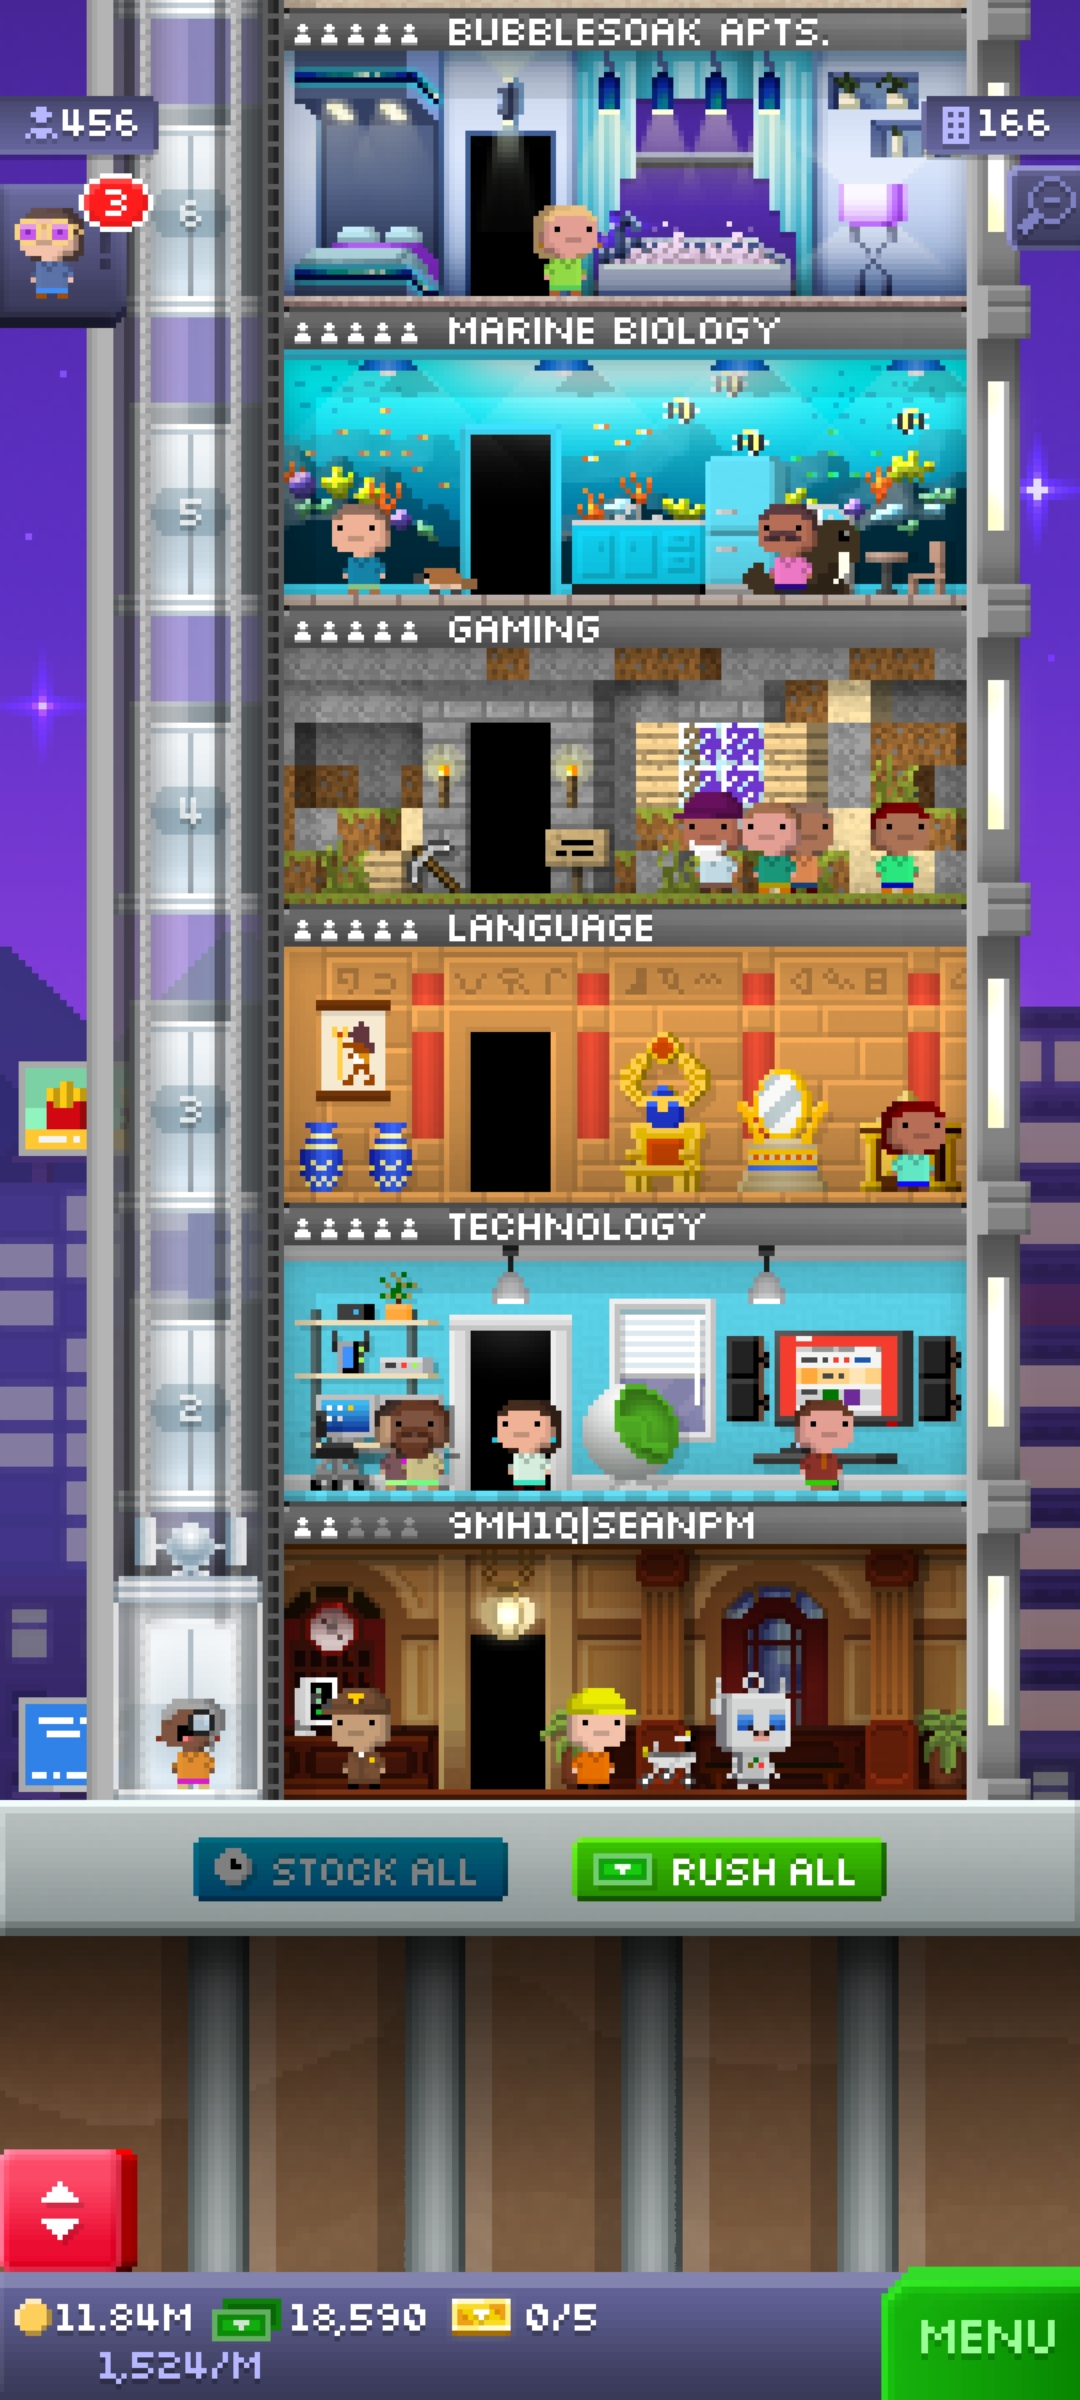 BUBBLESOAK APTS.
456
166
3
6
MARINE BIOLOGY
5
GAMING
4
LANGUAGE
3
TECHNOLOGY
2
9MH1Q|SEANPM
STOCK ALL
RUSH ALL
11.84M 18,590 0/5
1,524/M
MENU